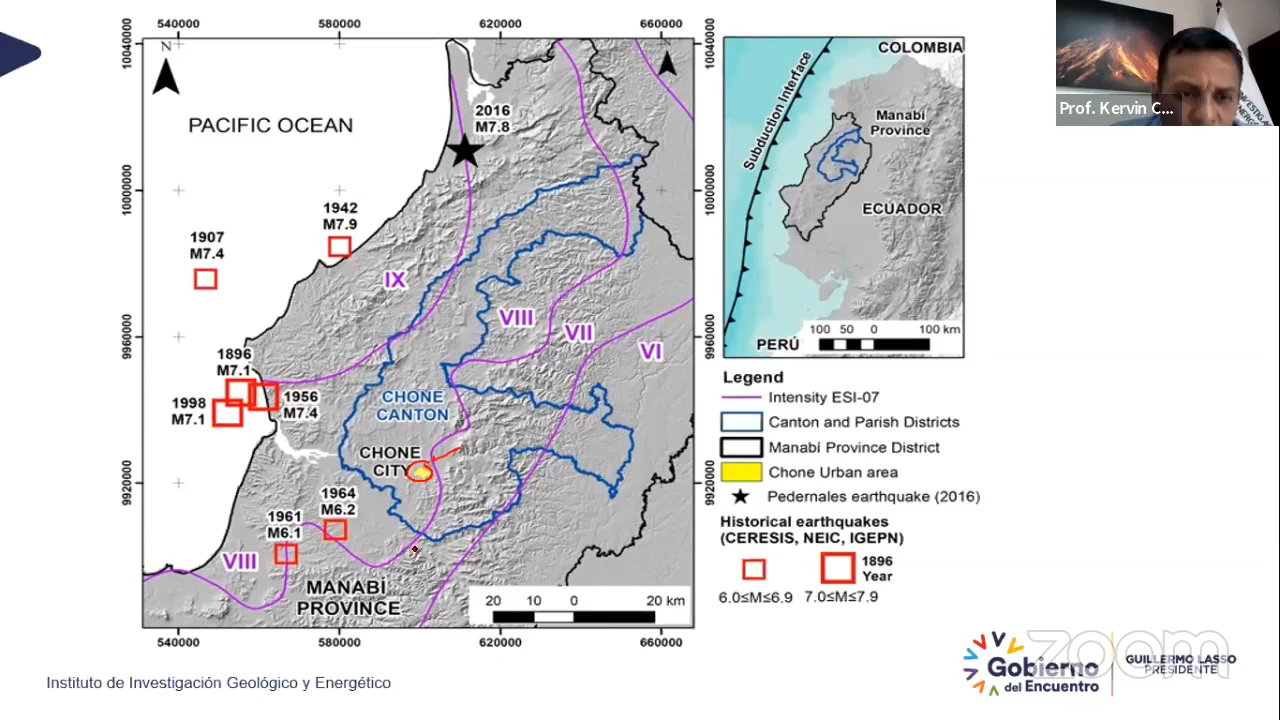 540000
580000
620000
660000
10040000
10000000
9960000
9920000
N
N
PACIFIC OCEAN
2016
M7.8
1942
M7.9
1907
M7.4
IX
VIII
VII
VI
1896
M7.1
1998
M7.1
1956
M7.4
CHONE
CANTON
CHONE
CITY
1964
M6.2
1961
M6.1
VIII
MANABÍ
PROVINCE
20 10 0 20 km
540000
580000
620000
660000
10040000
10000000
9960000
9920000
COLOMBIA
Subduction Interface
Manabí
Province
ECUADOR
100 50 0 100 km
PERÚ
Legend
Intensity ESI-07
Canton and Parish Districts
Manabí Province District
Chone Urban area
Pedernales earthquake (2016)
Historical earthquakes
(CERESIS, NEIC, IGEPN)
1896
Year
6.0≤M≤6.9 7.0≤M≤7.9
Prof. Kervin C...
Instituto de Investigación Geológico y Energético
Gobierno
del Encuentro
GUILLERMO LASSO
PRESIDENTE
zoom